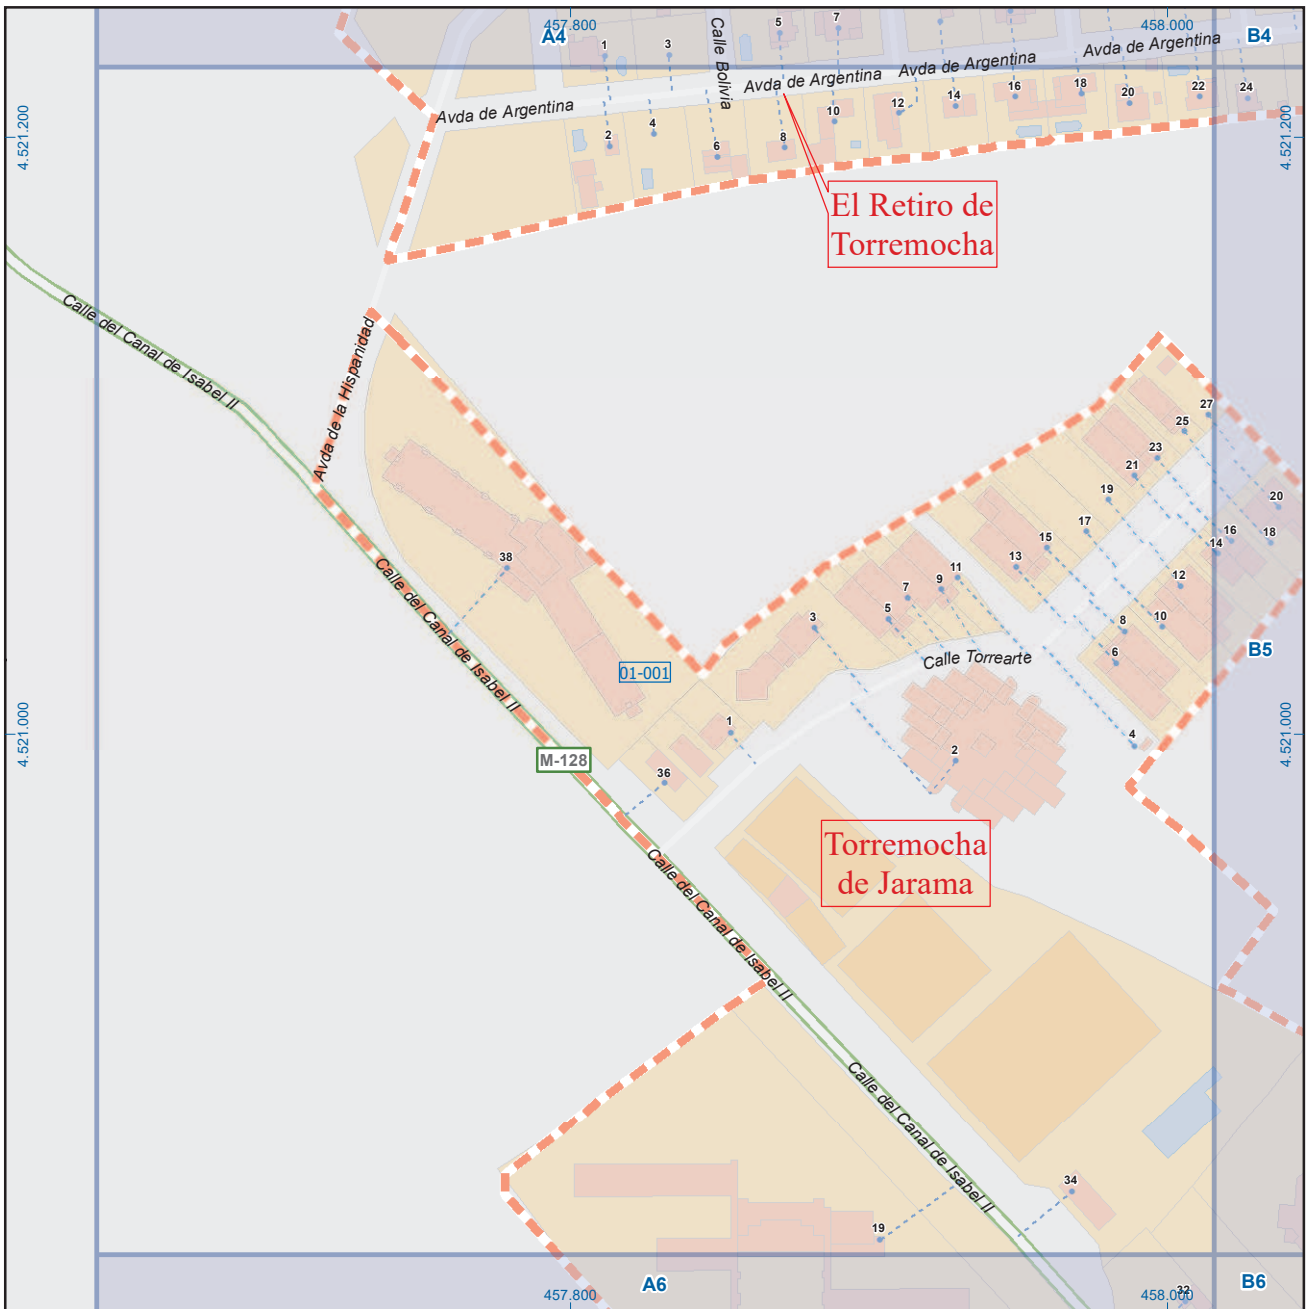 457.800
458.000
A4
B4
1
3
Calle Bolivia
5
7
Avda de Argentina
Avda de Argentina
Avda de Argentina
Avda de Argentina
4.521.200
4.521.200
2
4
6
8
10
12
14
16
18
20
22
24
El Retiro de
Torremocha
Calle del Canal de Isabel II
Avda de la Hispanidad
27
25
23
21
19
17
15
13
20
18
16
14
12
10
8
6
4
11
9
7
5
3
38
Calle del Canal de Isabel II
Calle Torrearte
B5
01-001
1
2
36
4.521.000
4.521.000
M-128
Torremocha
de Jarama
Calle del Canal de Isabel II
Calle del Canal de Isabel II
34
19
32
A6
B6
457.800
458.000